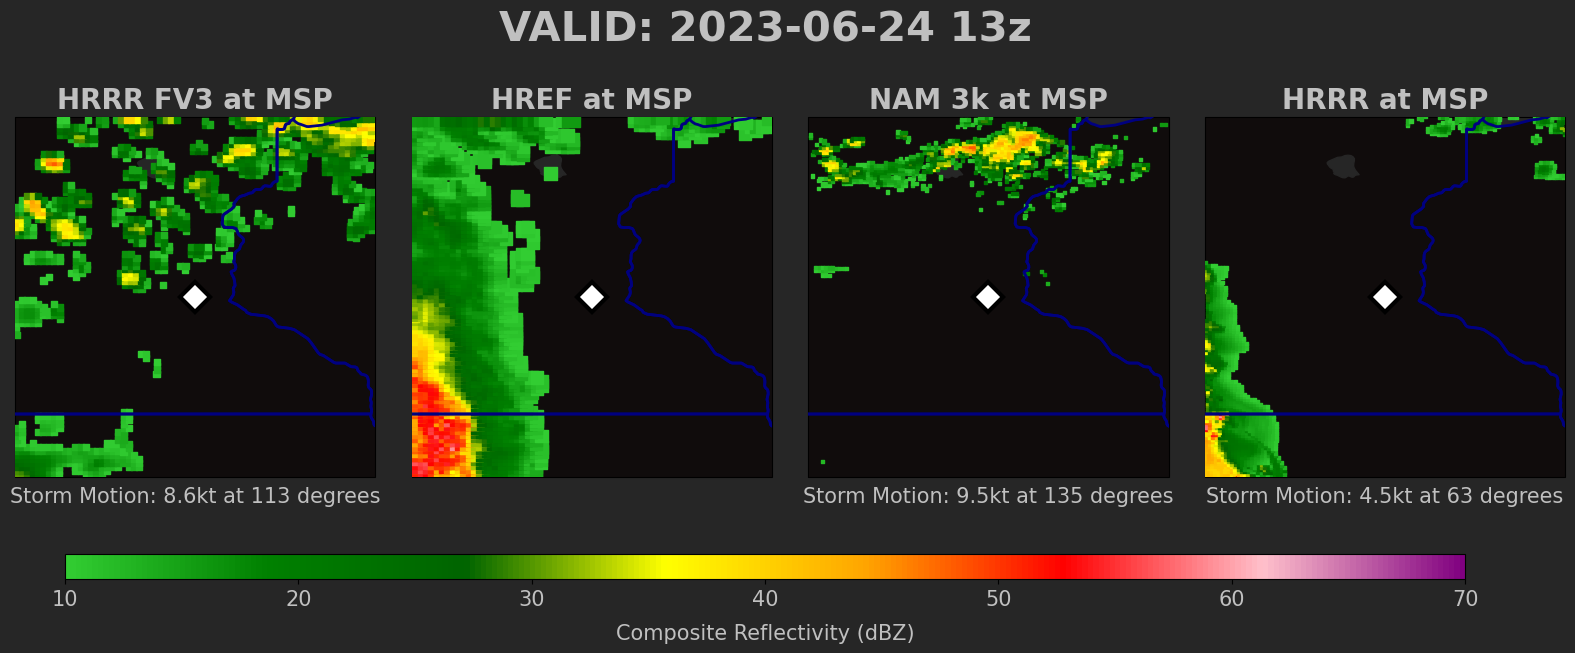 VALID: 2023-06-24 13z
HRRR FV3 at MSP
HREF at MSP
NAM 3k at MSP
HRRR at MSP
Storm Motion: 8.6kt at 113 degrees
Storm Motion: 9.5kt at 135 degrees
Storm Motion: 4.5kt at 63 degrees
10 20 30 40 50 60 70
Composite Reflectivity (dBZ)